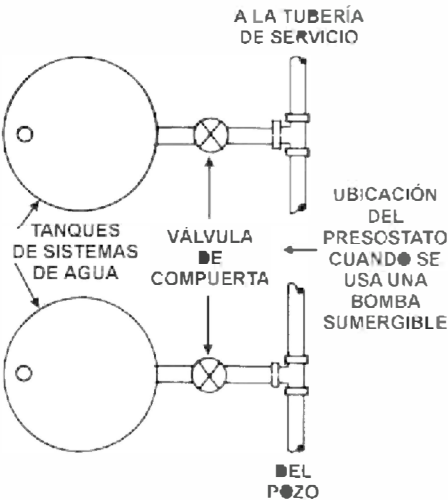 A LA TUBERÍA
DE SERVICIO
TANQUES
DE SISTEMAS
DE AGUA
VÁLVULA
DE
COMPUERTA
UBICACIÓN
DEL
PRESOSTATO
CUANDO SE
USA UNA
BOMBA
SUMERGIBLE
DEL
POZO